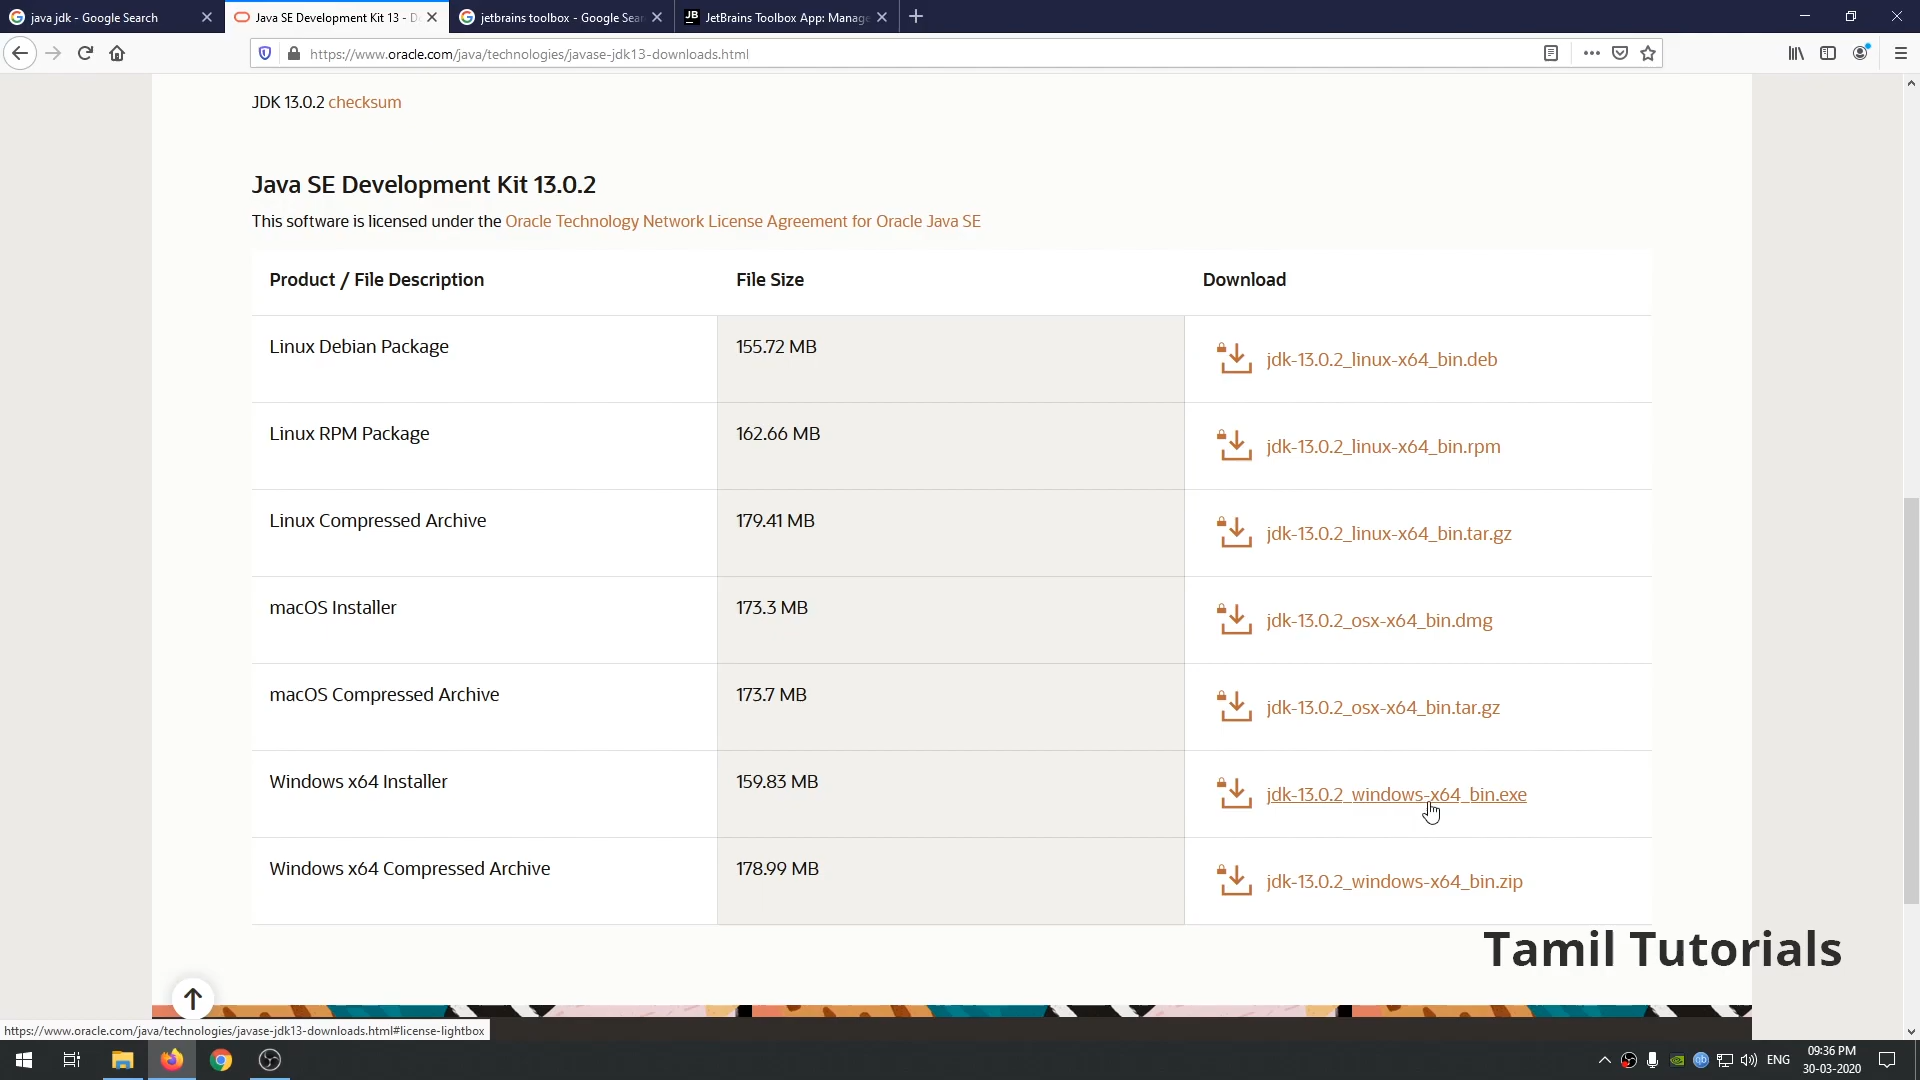 java jdk - Google Search
Java SE Development Kit 13 - D
jetbrains toolbox - Google Sear
JetBrains Toolbox App: Manage
https://www.oracle.com/java/technologies/javase-jdk13-downloads.html
JDK 13.0.2 checksum
Java SE Development Kit 13.0.2
This software is licensed under the Oracle Technology Network License Agreement for Oracle Java SE
Product / File Description File Size Download
Linux Debian Package 155.72 MB jdk-13.0.2_linux-x64_bin.deb
Linux RPM Package 162.66 MB jdk-13.0.2_linux-x64_bin.rpm
Linux Compressed Archive 179.41 MB jdk-13.0.2_linux-x64_bin.tar.gz
macOS Installer 173.3 MB jdk-13.0.2_osx-x64_bin.dmg
macOS Compressed Archive 173.7 MB jdk-13.0.2_osx-x64_bin.tar.gz
Windows x64 Installer 159.83 MB jdk-13.0.2_windows-x64_bin.exe
Windows x64 Compressed Archive 178.99 MB jdk-13.0.2_windows-x64_bin.zip
Tamil Tutorials
https://www.oracle.com/java/technologies/javase-jdk13-downloads.html#license-lightbox
ENG
09:36 PM
30-03-2020